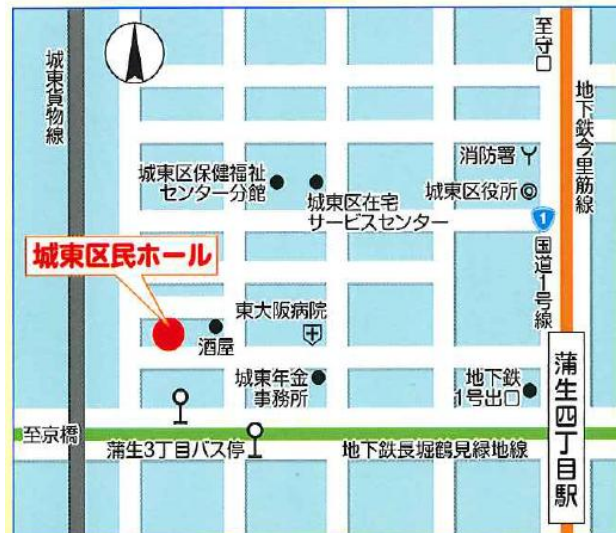 至守口
城東貨物線
地下鉄今里筋線
消防署
城東区保健福祉
センター分館
城東区在宅
サービスセンター
城東区役所
1
国道1号線
城東区民ホール
東大阪病院
酒屋
城東年金
事務所
地下鉄
1号出口
蒲生四丁目駅
至京橋
蒲生3丁目バス停
地下鉄長堀鶴見緑地線